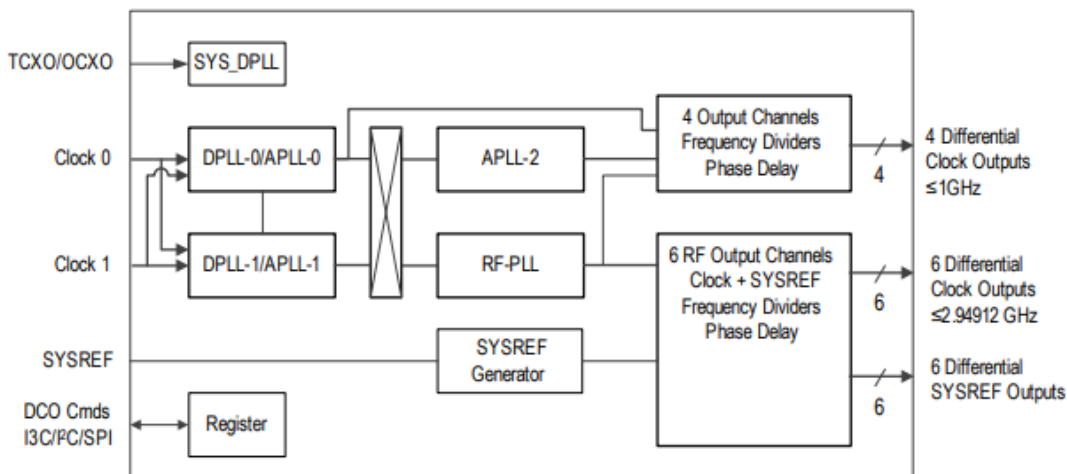 TCXO/OCXO
SYS_DPLL
Clock 0
DPLL-0/APLL-0
APLL-2
4 Output Channels
Frequency Dividers
Phase Delay
4
4 Differential
Clock Outputs
≤1GHz
Clock 1
DPLL-1/APLL-1
RF-PLL
6 RF Output Channels
Clock + SYSREF
Frequency Dividers
Phase Delay
6
6 Differential
Clock Outputs
≤2.94912 GHz
SYSREF
SYSREF
Generator
6
6 Differential
SYSREF Outputs
DCO Cmds
I3C/I²C/SPI
Register